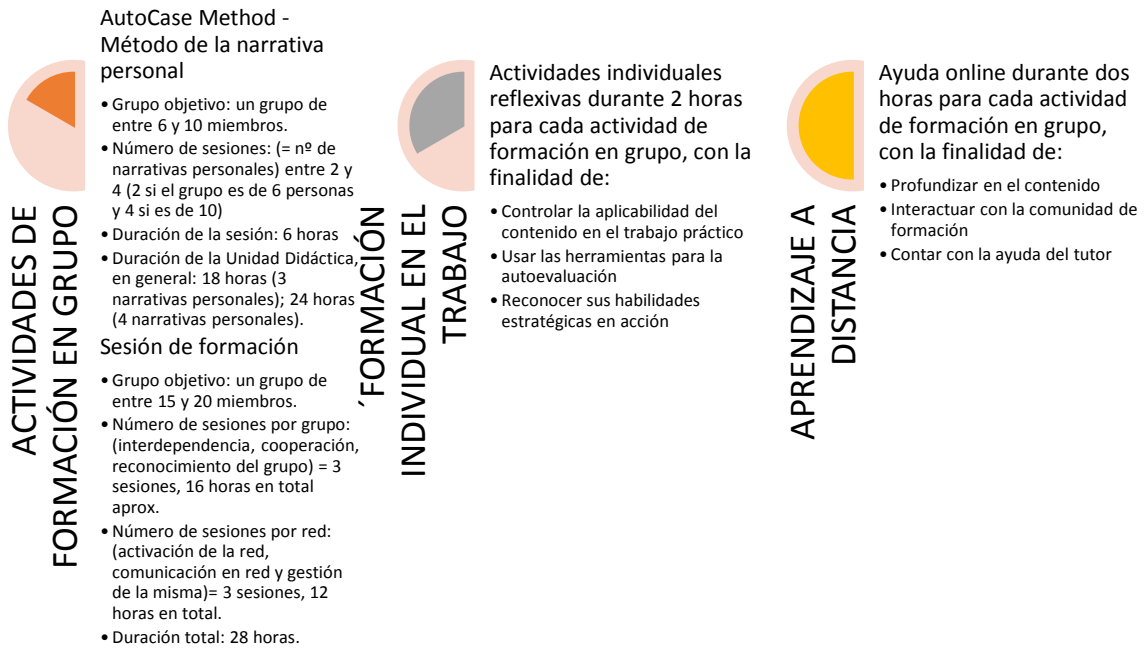 ACTIVIDADES DE
FORMACIÓN EN GRUPO
AutoCase Method -
Método de la narrativa
personal
• Grupo objetivo: un grupo de
entre 6 y 10 miembros.
• Número de sesiones: (= nº de
narrativas personales) entre 2 y
4 (2 si el grupo es de 6 personas
y 4 si es de 10)
• Duración de la sesión: 6 horas
• Duración de la Unidad Didáctica,
en general: 18 horas (3
narrativas personales); 24 horas
(4 narrativas personales).
Sesión de formación
• Grupo objetivo: un grupo de
entre 15 y 20 miembros.
• Número de sesiones por grupo:
(interdependencia, cooperación,
reconocimiento del grupo) = 3
sesiones, 16 horas en total
aprox.
• Número de sesiones por red:
(activación de la red,
comunicación en red y gestión
de la misma)= 3 sesiones, 12
horas en total.
• Duración total: 28 horas.
´FORMACIÓN
INDIVIDUAL EN EL
TRABAJO
Actividades individuales
reflexivas durante 2 horas
para cada actividad de
formación en grupo, con la
finalidad de:
• Controlar la aplicabilidad del
contenido en el trabajo práctico
• Usar las herramientas para la
autoevaluación
• Reconocer sus habilidades
estratégicas en acción
APRENDIZAJE A
DISTANCIA
Ayuda online durante dos
horas para cada actividad
de formación en grupo,
con la finalidad de:
• Profundizar en el contenido
• Interactuar con la comunidad de
formación
• Contar con la ayuda del tutor